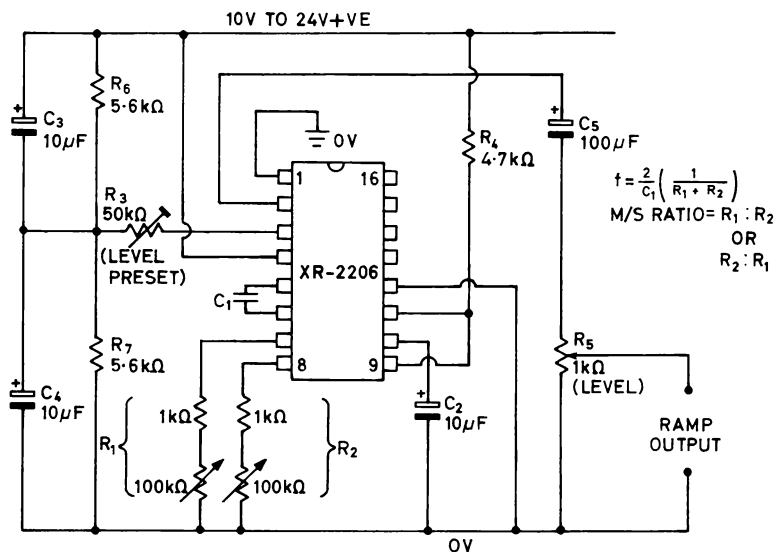 10V TO 24V+VE
R6
5·6kΩ
+
C3
10µF
R3
50kΩ
(LEVEL
PRESET)
0V
1
16
XR-2206
8
9
C1
R4
4·7kΩ
+
C5
100µF
f = 2/C1 ( 1/(R1 + R2) )
M/S RATIO = R1 : R2
OR
R2 : R1
R7
5·6kΩ
+
C4
10µF
R1
1kΩ
1kΩ
R2
100kΩ
100kΩ
+
C2
10µF
R5
1kΩ
(LEVEL)
RAMP
OUTPUT
0V